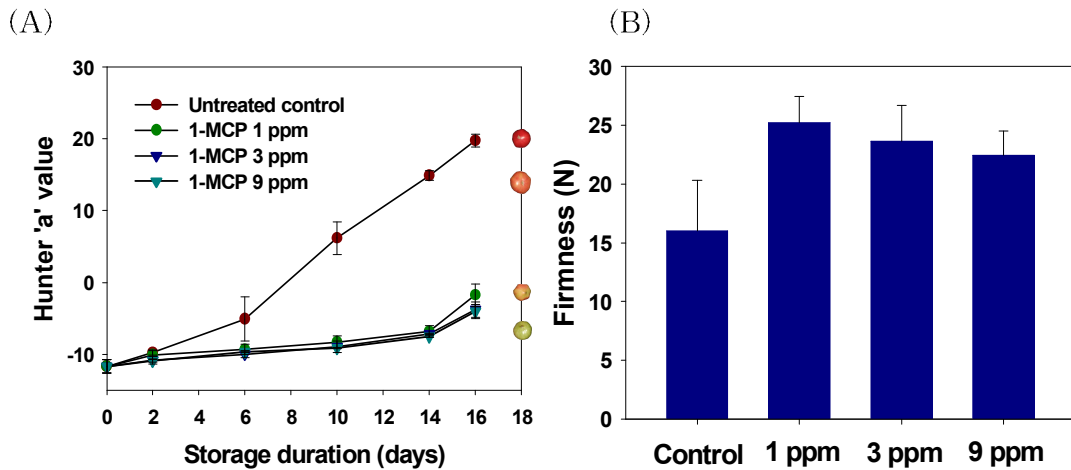 (A)
Hunter 'a' value
30
20
10
0
-10
Untreated control
1-MCP 1 ppm
1-MCP 3 ppm
1-MCP 9 ppm
0 2 4 6 8 10 12 14 16 18
Storage duration (days)
(B)
Firmness (N)
30
25
20
15
10
5
0
Control 1 ppm 3 ppm 9 ppm